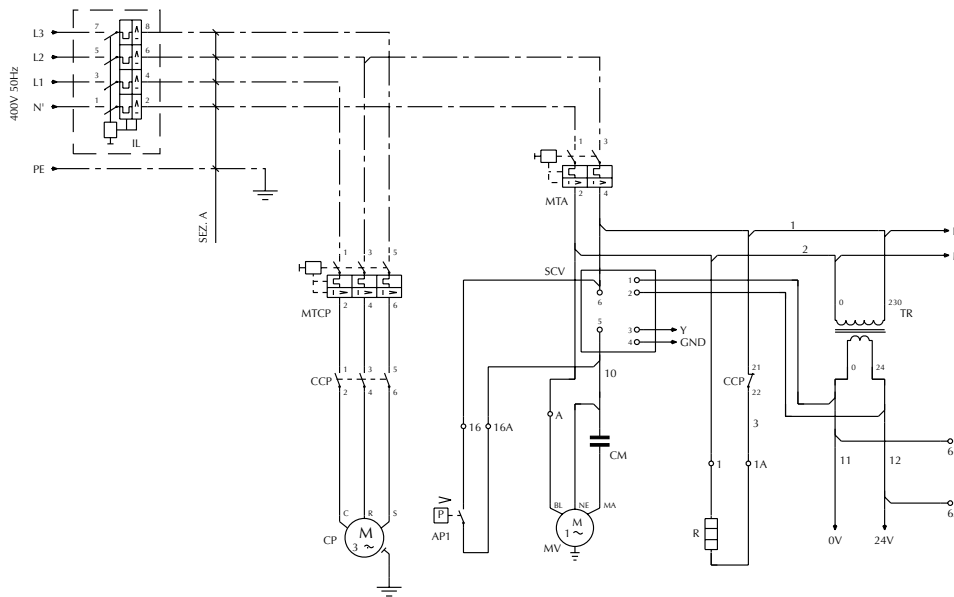 400V 50Hz
L3
7
8
L2
5
6
L1
3
4
N'
1
2
IL
PE
SEZ. A
1
3
MTA
2
4
1
2
SCV
1
2
6
5
3
Y
4
GND
0
230
TR
0
24
1
3
5
MTCP
2
4
6
CCP
1
3
5
2
4
6
10
A
CM
CCP
21
22
3
16
16A
1
1A
11
12
6
6
BL
NE
MA
P
AP1
M
1
MV
R
0V
24V
C
R
S
CP
M
3